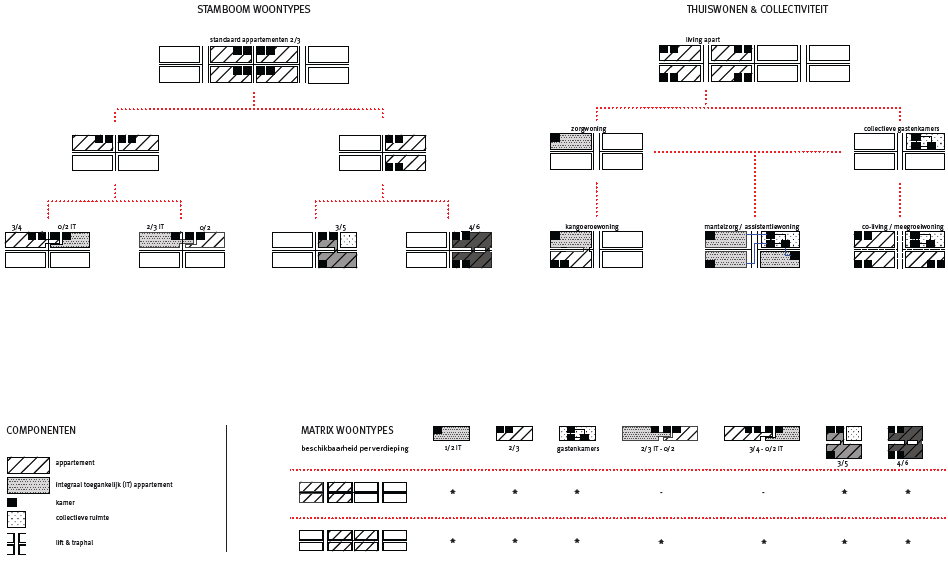 STAMBOOM WOONTYPES
standaard appartementen 2/3
3/4
0/2 IT
2/3 IT
0/2
3/5
4/6
THUISWONEN & COLLECTIVITEIT
living apart
zorgwoning
collectieve gastenkamers
kangoeroewoning
mantelzorg / assistentiewoning
co-living / meegroeiwoning
COMPONENTEN
appartement
integraal toegankelijk (IT) appartement
kamer
collectieve ruimte
lift & traphal
MATRIX WOONTYPES
beschikbaarheid per verdieping
1/2 IT
2/3
gastenkamers
2/3 IT - 0/2
3/4 - 0/2 IT
3/5
4/6
* * * - - * *
* * * * * * *